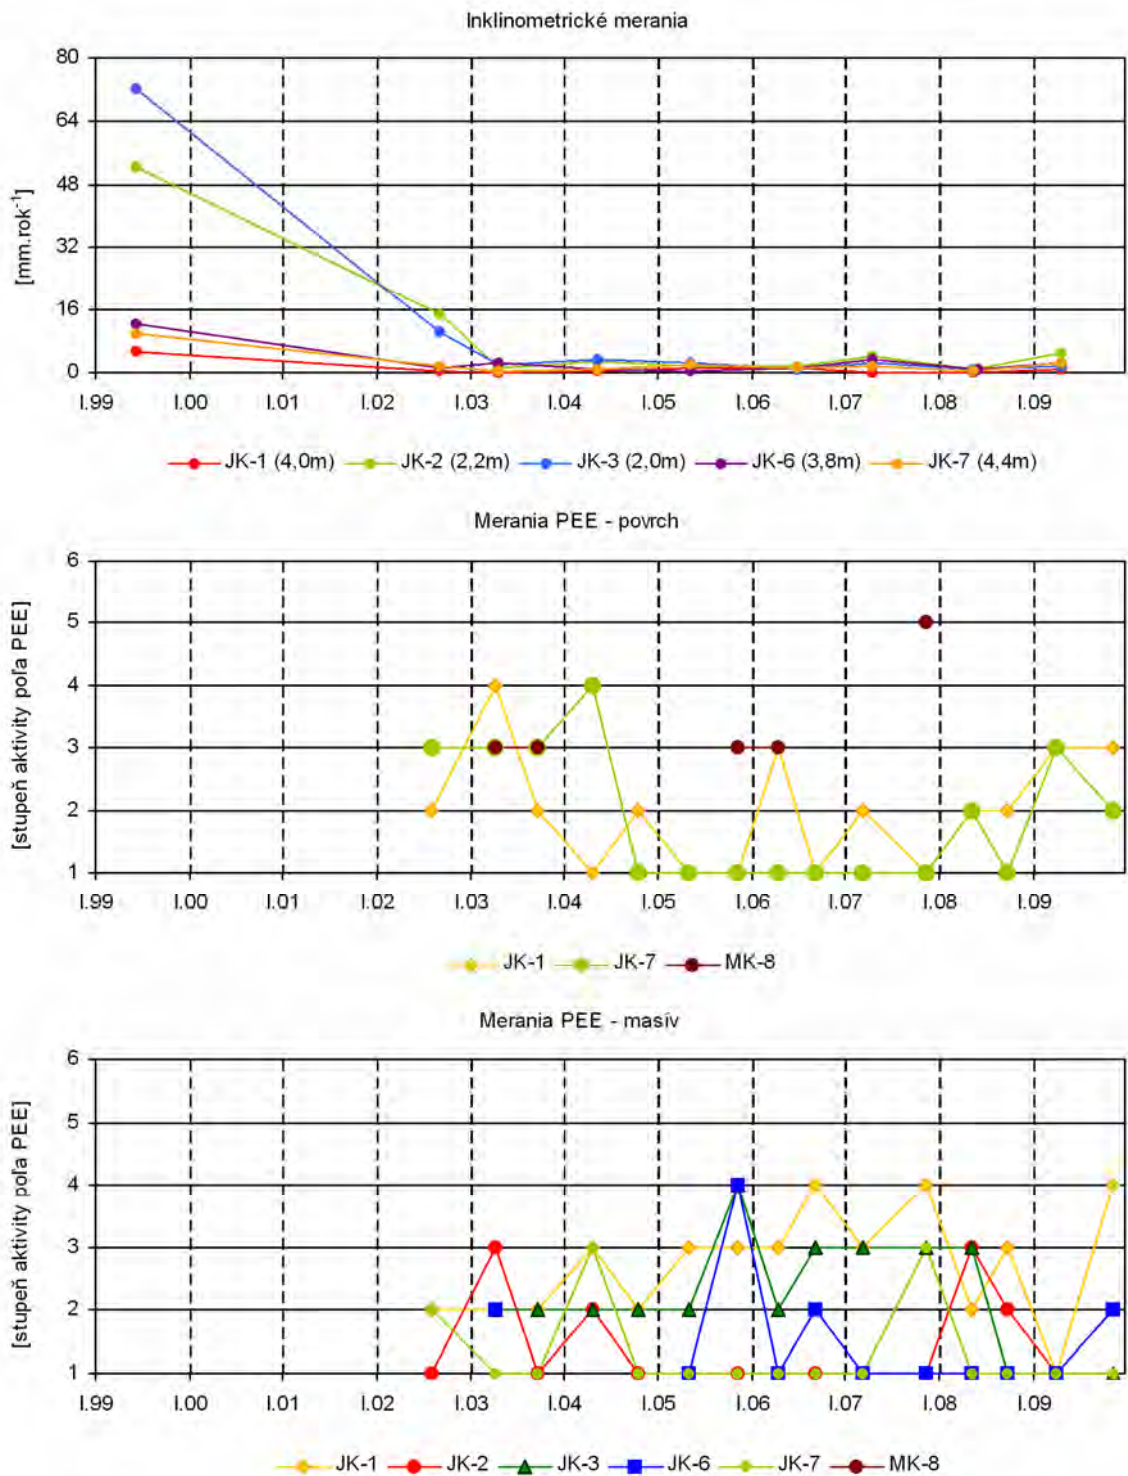 Inklinometrické merania
[mm.rok⁻¹]
80
64
48
32
16
0
I.99 I.00 I.01 I.02 I.03 I.04 I.05 I.06 I.07 I.08 I.09
JK-1 (4,0m) JK-2 (2,2m) JK-3 (2,0m) JK-6 (3,8m) JK-7 (4,4m)
Merania PEE - povrch
[stupeň aktivity poľa PEE]
6
5
4
3
2
1
I.99 I.00 I.01 I.02 I.03 I.04 I.05 I.06 I.07 I.08 I.09
JK-1 JK-7 MK-8
Merania PEE - masív
[stupeň aktivity poľa PEE]
6
5
4
3
2
1
I.99 I.00 I.01 I.02 I.03 I.04 I.05 I.06 I.07 I.08 I.09
JK-1 JK-2 JK-3 JK-6 JK-7 MK-8